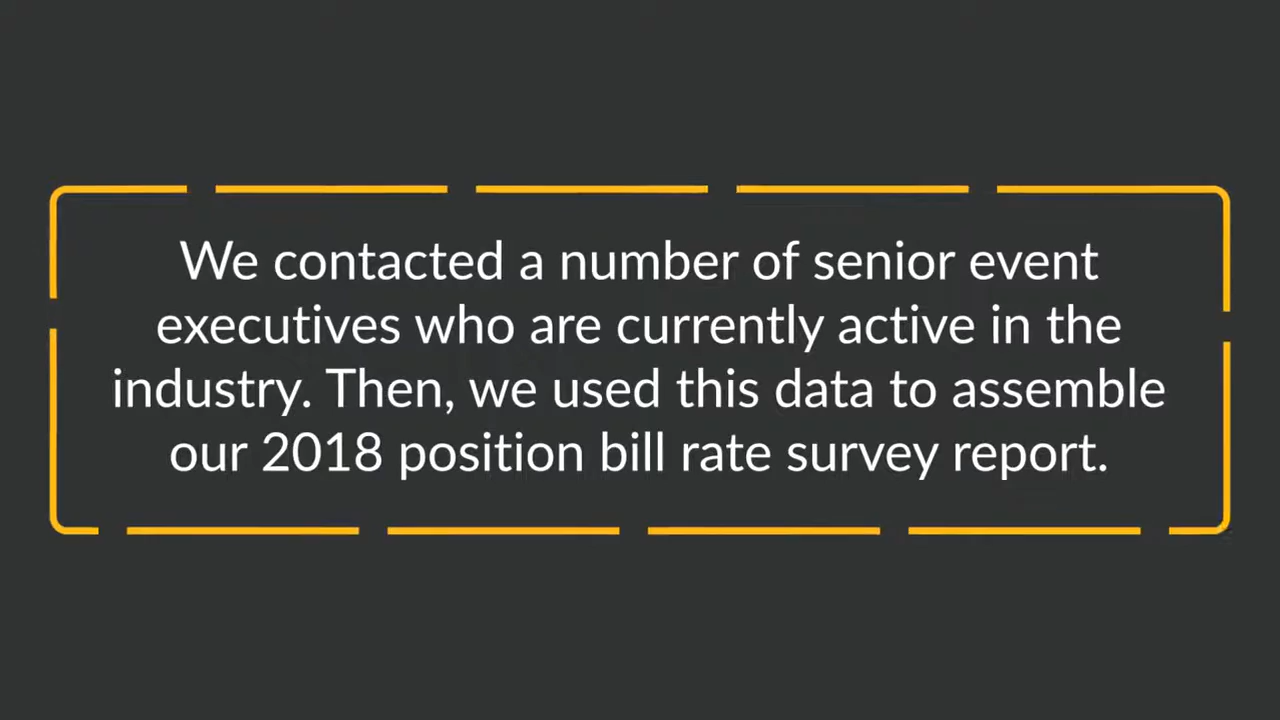 We contacted a number of senior event
executives who are currently active in the
industry. Then, we used this data to assemble
our 2018 position bill rate survey report.